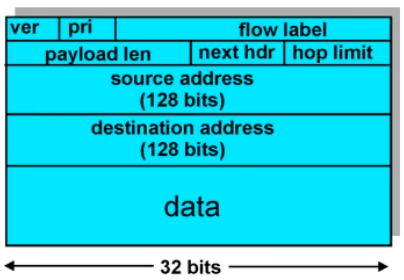 ver pri flow label
payload len next hdr hop limit
source address
(128 bits)
destination address
(128 bits)
data
32 bits